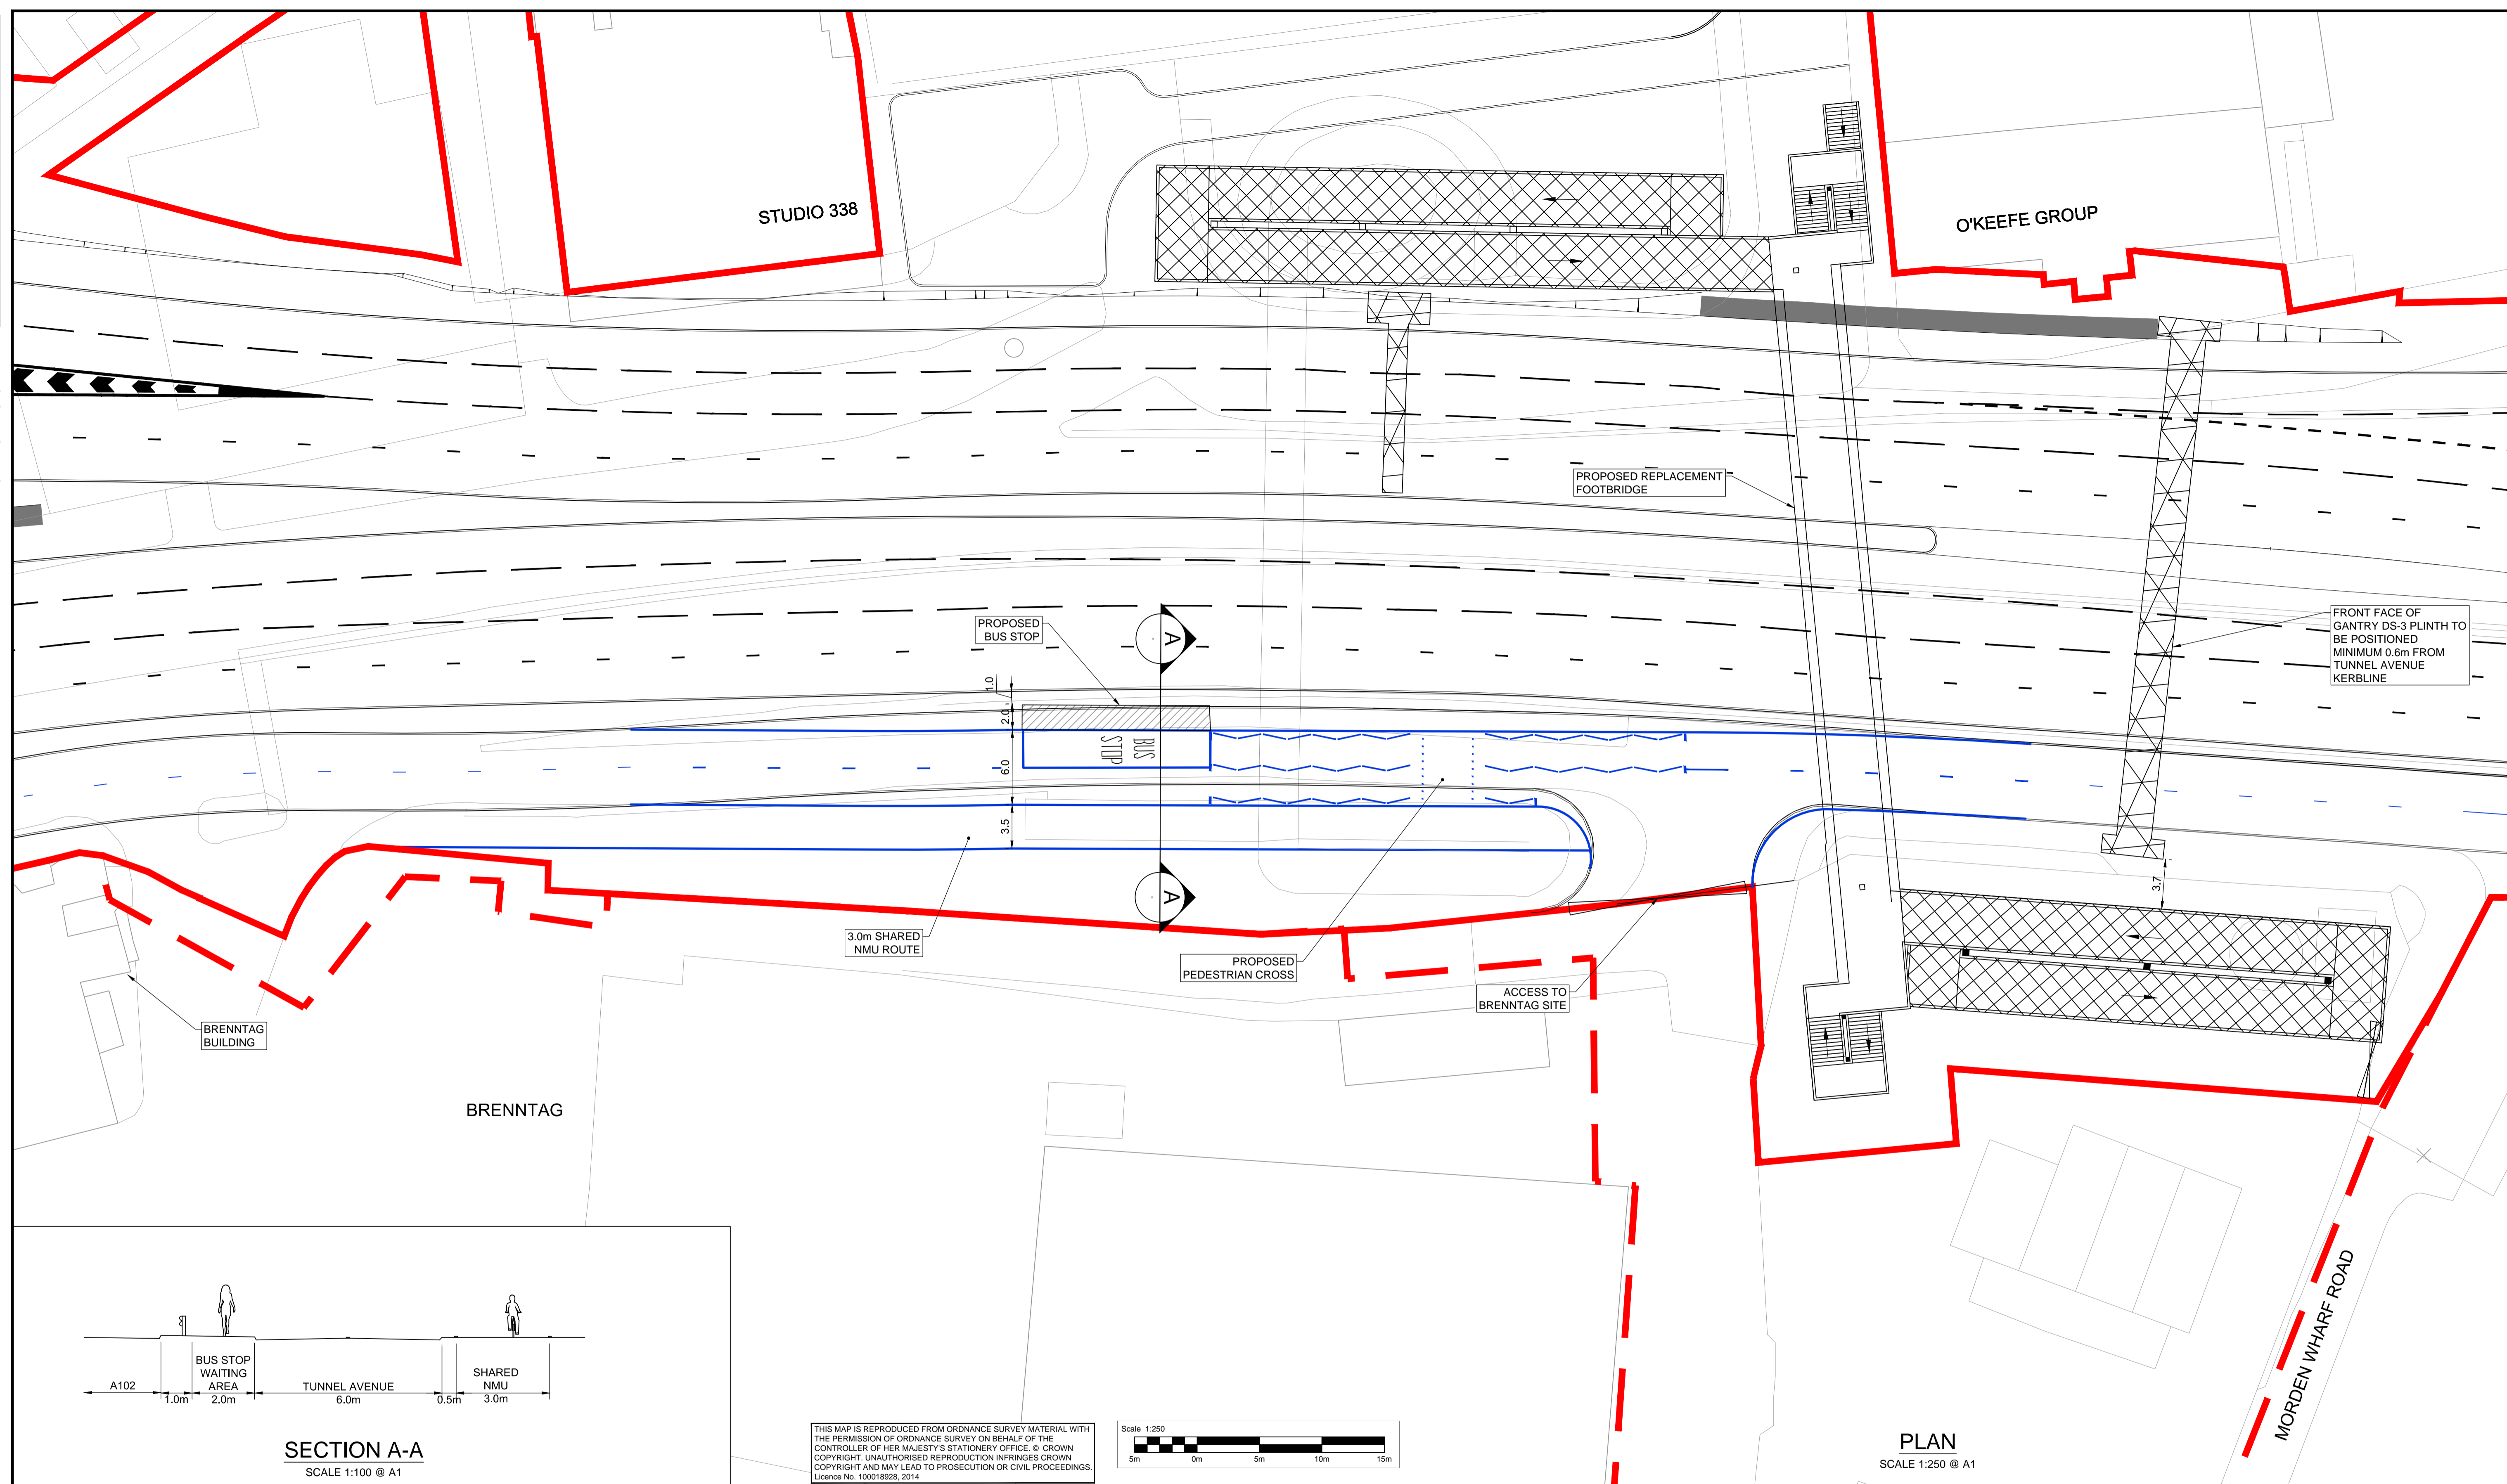 STUDIO 338
O'KEEFE GROUP
PROPOSED REPLACEMENT
FOOTBRIDGE
PROPOSED
BUS STOP
A
FRONT FACE OF
GANTRY DS-3 PLINTH TO
BE POSITIONED
MINIMUM 0.6m FROM
TUNNEL AVENUE
KERBLINE
1.0
2.0
BUS
STOP
6.0
3.5
A
3.7
3.0m SHARED
NMU ROUTE
PROPOSED
PEDESTRIAN CROSS
ACCESS TO
BRENNTAG SITE
BRENNTAG
BUILDING
BRENNTAG
MORDEN WHARF ROAD
BUS STOP
WAITING
AREA
SHARED
NMU
A102
TUNNEL AVENUE
1.0m
2.0m
6.0m
0.5m
3.0m
SECTION A-A
SCALE 1:100 @ A1
THIS MAP IS REPRODUCED FROM ORDNANCE SURVEY MATERIAL WITH
THE PERMISSION OF ORDNANCE SURVEY ON BEHALF OF THE
CONTROLLER OF HER MAJESTY'S STATIONERY OFFICE. © CROWN
COPYRIGHT. UNAUTHORISED REPRODUCTION INFRINGES CROWN
COPYRIGHT AND MAY LEAD TO PROSECUTION OR CIVIL PROCEEDINGS.
Licence No. 100018928, 2014
Scale 1:250
5m 0m 5m 10m 15m
PLAN
SCALE 1:250 @ A1